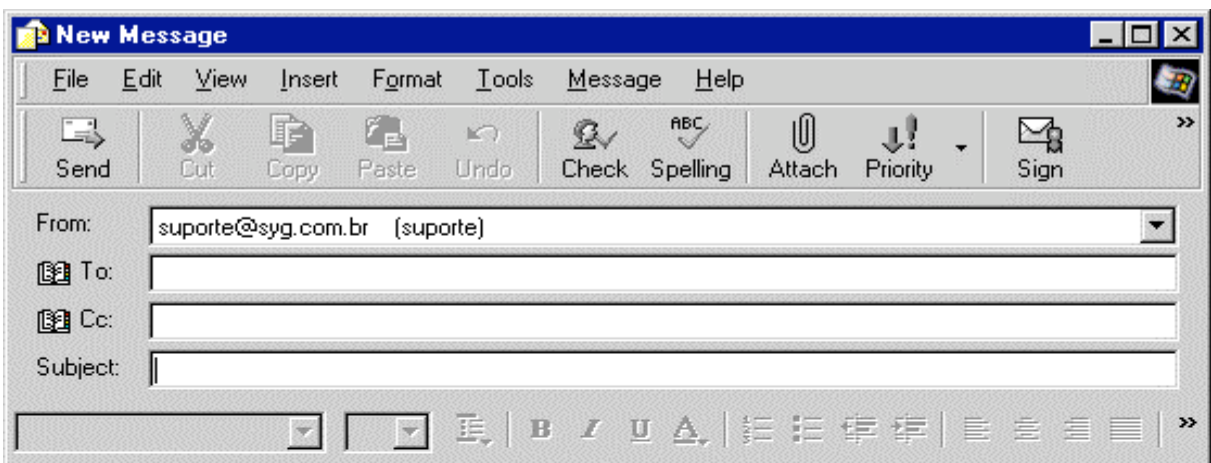 New Message
File Edit View Insert Format Tools Message Help
ABC
Send Cut Copy Paste Undo Check Spelling Attach Priority Sign
From: suporte@syg.com.br (suporte)
To:
Cc:
Subject:
B I U A